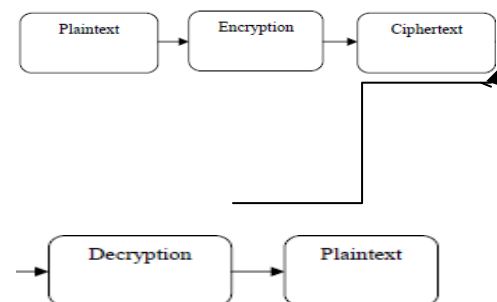 Plaintext
Encryption
Ciphertext
Decryption
Plaintext